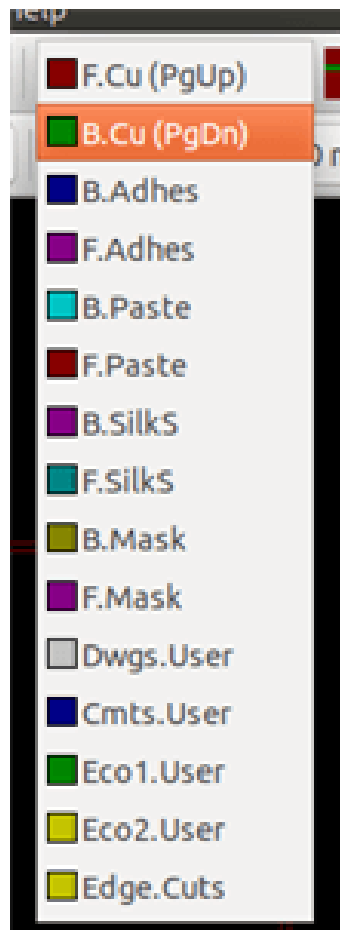 help
F.Cu (PgUp)
B.Cu (PgDn)
B.Adhes
F.Adhes
B.Paste
F.Paste
B.SilkS
F.SilkS
B.Mask
F.Mask
Dwgs.User
Cmts.User
Eco1.User
Eco2.User
Edge.Cuts